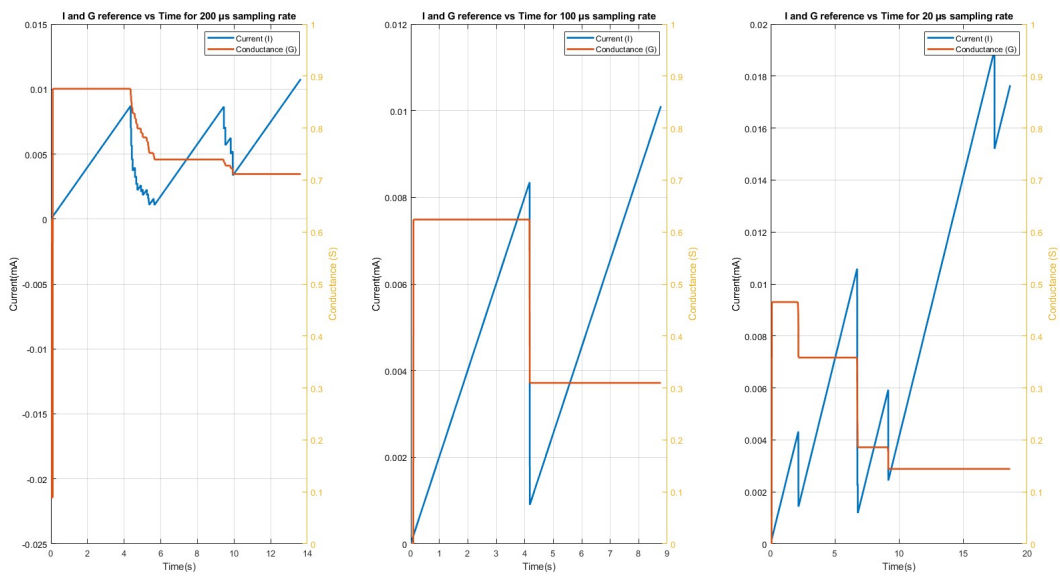 I and G reference vs Time for 200 µs sampling rate
Current (I)
Conductance (G)
0.015
0.01
0.005
0
-0.005
-0.01
-0.015
-0.02
-0.025
Current(mA)
0 2 4 6 8 10 12 14
Time(s)
1
0.9
0.8
0.7
0.6
0.5
0.4
0.3
0.2
0.1
0
Conductance (S)
I and G reference vs Time for 100 µs sampling rate
Current (I)
Conductance (G)
0.012
0.01
0.008
0.006
0.004
0.002
0
Current(mA)
0 1 2 3 4 5 6 7 8 9
Time(s)
1
0.9
0.8
0.7
0.6
0.5
0.4
0.3
0.2
0.1
0
Conductance (S)
I and G reference vs Time for 20 µs sampling rate
Current (I)
Conductance (G)
0.02
0.018
0.016
0.014
0.012
0.01
0.008
0.006
0.004
0.002
0
Current(mA)
0 5 10 15 20
Time(s)
1
0.9
0.8
0.7
0.6
0.5
0.4
0.3
0.2
0.1
0
Conductance (S)